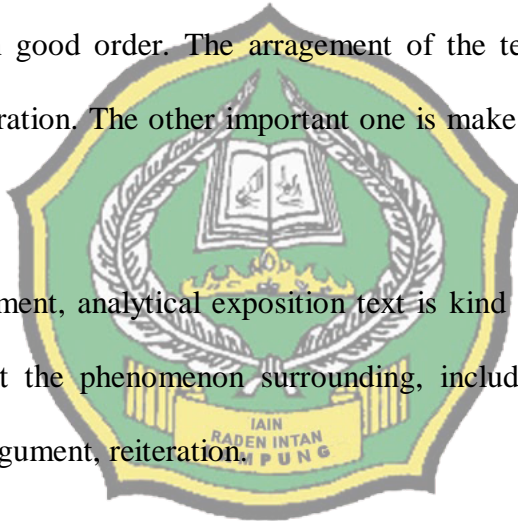 good order. The arragement of the te
ration. The other important one is make
ment, analytical exposition text is kind
t the phenomenon surrounding, includ
IAIN
RADEN INTAN
gument, reiteration.